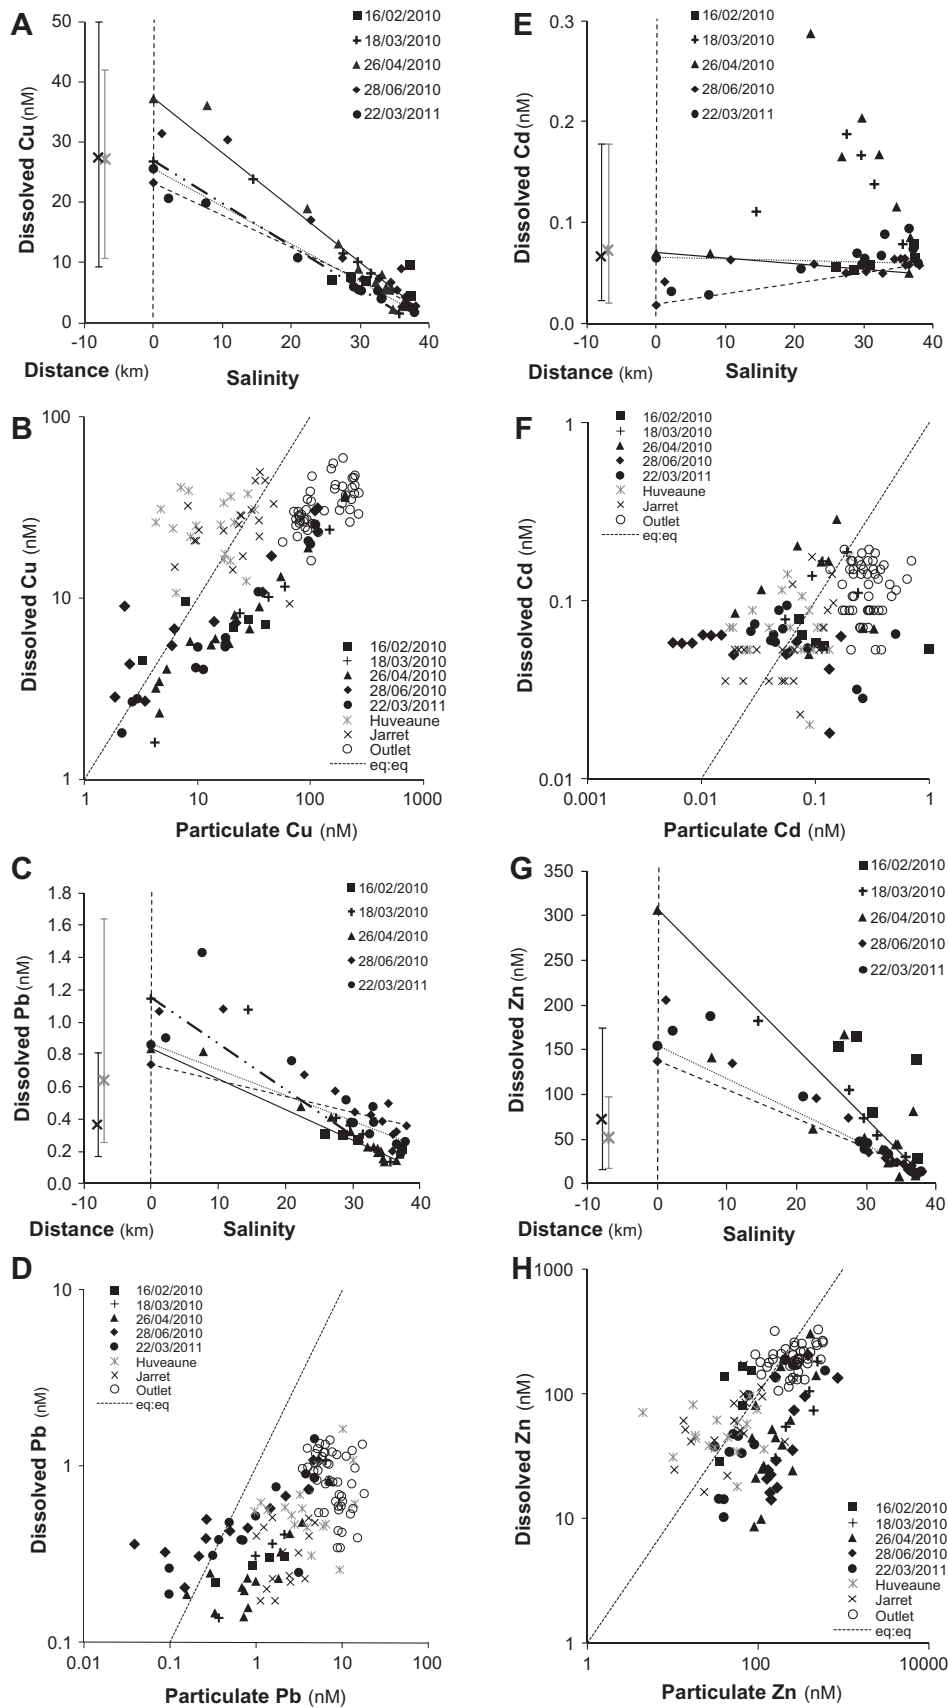 A
Dissolved Cu (nM)
50
40
30
20
10
0
-10 0 10 20 30 40
Distance (km) Salinity
16/02/2010
18/03/2010
26/04/2010
28/06/2010
22/03/2011
E
Dissolved Cd (nM)
0.3
0.2
0.1
0.0
-10 0 10 20 30 40
Distance (km) Salinity
16/02/2010
18/03/2010
26/04/2010
28/06/2010
22/03/2011
B
Dissolved Cu (nM)
100
10
1
1 10 100 1000
Particulate Cu (nM)
16/02/2010
18/03/2010
26/04/2010
28/06/2010
22/03/2011
Huveaune
Jarret
Outlet
eq:eq
F
Dissolved Cd (nM)
1
0.1
0.01
0.001 0.01 0.1 1
Particulate Cd (nM)
16/02/2010
18/03/2010
26/04/2010
28/06/2010
22/03/2011
Huveaune
Jarret
Outlet
eq:eq
C
Dissolved Pb (nM)
1.8
1.6
1.4
1.2
1.0
0.8
0.6
0.4
0.2
0.0
-10 0 10 20 30 40
Distance (km) Salinity
16/02/2010
18/03/2010
26/04/2010
28/06/2010
22/03/2011
G
Dissolved Zn (nM)
350
300
250
200
150
100
50
0
-10 0 10 20 30 40
Distance (km) Salinity
16/02/2010
18/03/2010
26/04/2010
28/06/2010
22/03/2011
D
Dissolved Pb (nM)
10
1
0.1
0.01 0.1 1 10 100
Particulate Pb (nM)
16/02/2010
18/03/2010
26/04/2010
28/06/2010
22/03/2011
Huveaune
Jarret
Outlet
eq:eq
H
Dissolved Zn (nM)
1000
100
10
1
1 100 10000
Particulate Zn (nM)
16/02/2010
18/03/2010
26/04/2010
28/06/2010
22/03/2011
Huveaune
Jarret
Outlet
eq:eq